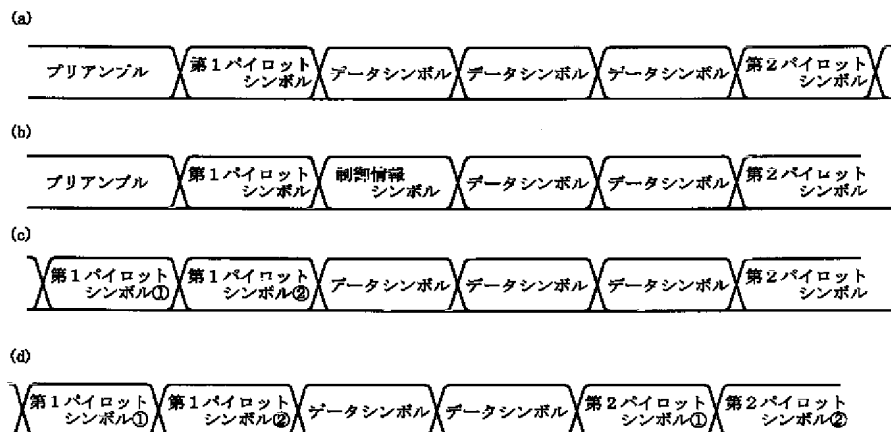 (a)
プリアンブル 第1パイロット データシンボル データシンボル データシンボル 第2パイロット
シンボル シンボル
(b)
プリアンブル 第1パイロット 制御情報 データシンボル データシンボル 第2パイロット
シンボル シンボル シンボル
(c)
第1パイロット 第1パイロット データシンボル データシンボル データシンボル 第2パイロット
シンボル① シンボル② シンボル
(d)
第1パイロット 第1パイロット データシンボル データシンボル 第2パイロット 第2パイロット
シンボル① シンボル② シンボル① シンボル②